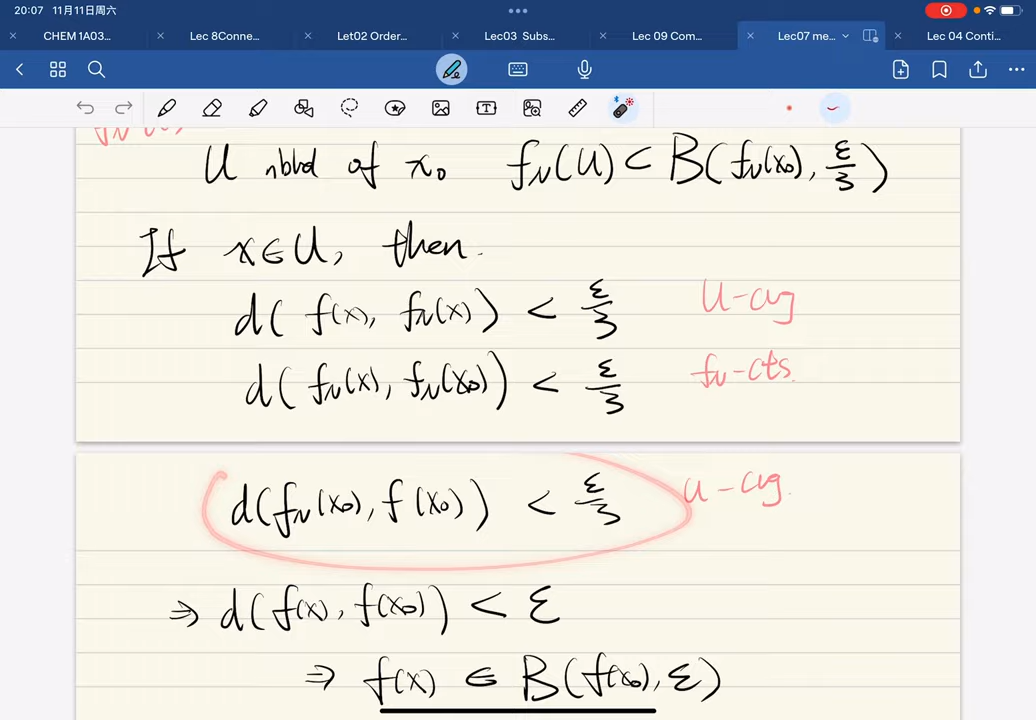 20:07 11月11日周六
CHEM 1A03...
Lec 8Conne...
Let02 Order...
Lec03 Subs...
Lec 09 Com...
Lec07 me...
Lec 04 Conti...
U nbhd of x₀ f_N(U) ⊂ B(f_N(x₀), ε/3)
If x∈U, then.
d( f(x), f_N(x)) < ε/3 U-cvg
d( f_N(x), f_N(x₀)) < ε/3 f_N-cts.
d(f_N(x₀), f(x₀)) < ε/3 u-cvg.
⇒ d(f(x), f(x₀)) < ε
⇒ f(x) ∈ B(f(x₀), ε)